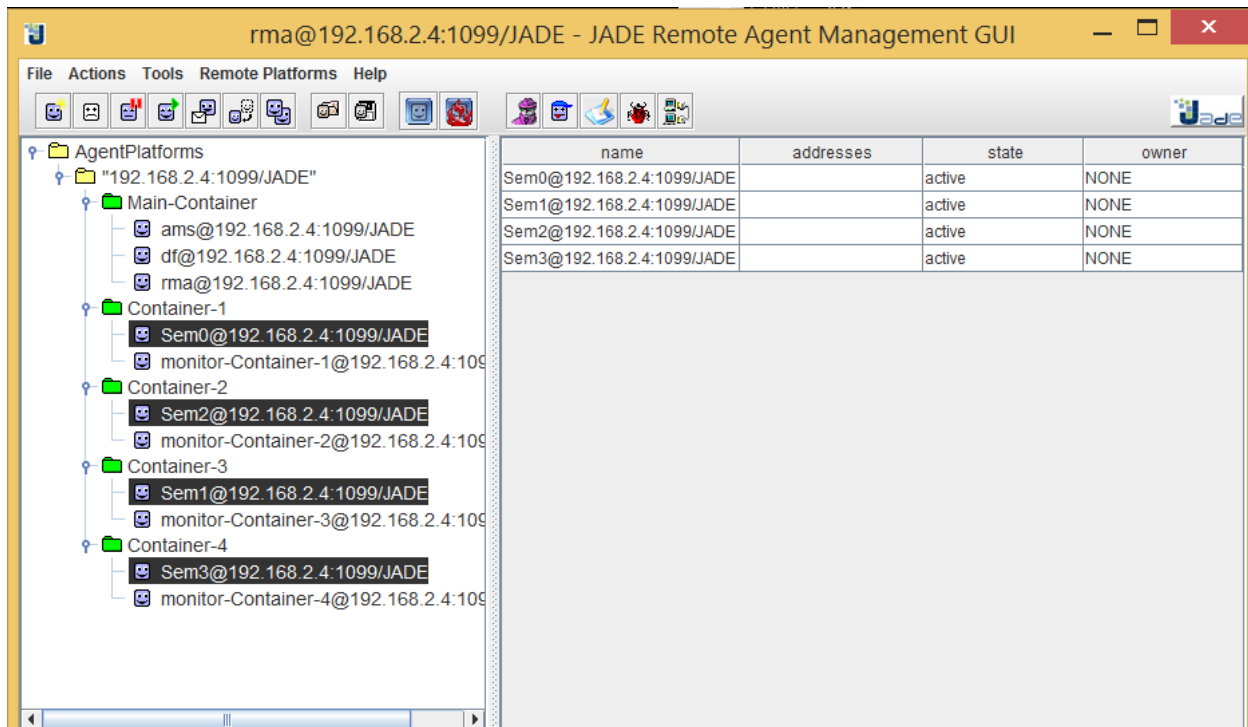 rma@192.168.2.4:1099/JADE - JADE Remote Agent Management GUI
File Actions Tools Remote Platforms Help
Jade
AgentPlatforms
"192.168.2.4:1099/JADE"
Main-Container
ams@192.168.2.4:1099/JADE
df@192.168.2.4:1099/JADE
rma@192.168.2.4:1099/JADE
Container-1
Sem0@192.168.2.4:1099/JADE
monitor-Container-1@192.168.2.4:109
Container-2
Sem2@192.168.2.4:1099/JADE
monitor-Container-2@192.168.2.4:109
Container-3
Sem1@192.168.2.4:1099/JADE
monitor-Container-3@192.168.2.4:109
Container-4
Sem3@192.168.2.4:1099/JADE
monitor-Container-4@192.168.2.4:109
name addresses state owner
Sem0@192.168.2.4:1099/JADE active NONE
Sem1@192.168.2.4:1099/JADE active NONE
Sem2@192.168.2.4:1099/JADE active NONE
Sem3@192.168.2.4:1099/JADE active NONE